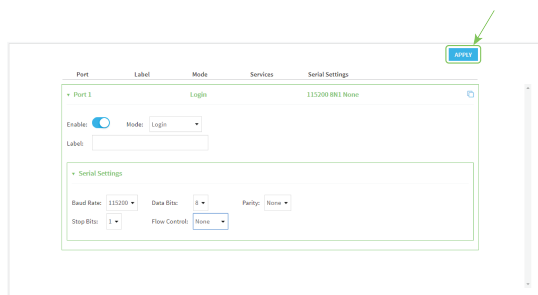 APPLY
Port Label Mode Services Serial Settings
Port 1 Login 115200 8N1 None
Enable: Mode: Login
Label:
Serial Settings
Baud Rate: 115200 Data Bits: 8 Parity: None
Stop Bits: 1 Flow Control: None